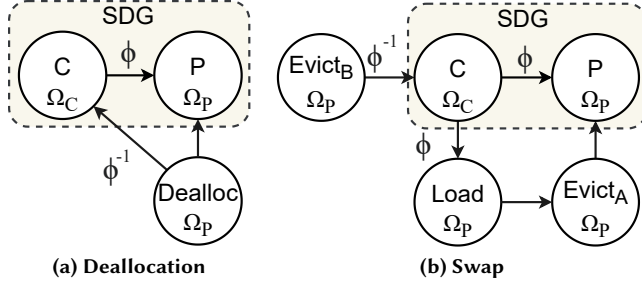 SDG
C
Ω_C
ϕ
P
Ω_P
ϕ⁻¹
Dealloc
Ω_P
(a) Deallocation
SDG
Evict_B
Ω_P
ϕ⁻¹
C
Ω_C
ϕ
P
Ω_P
ϕ
Load
Ω_P
Evict_A
Ω_P
(b) Swap